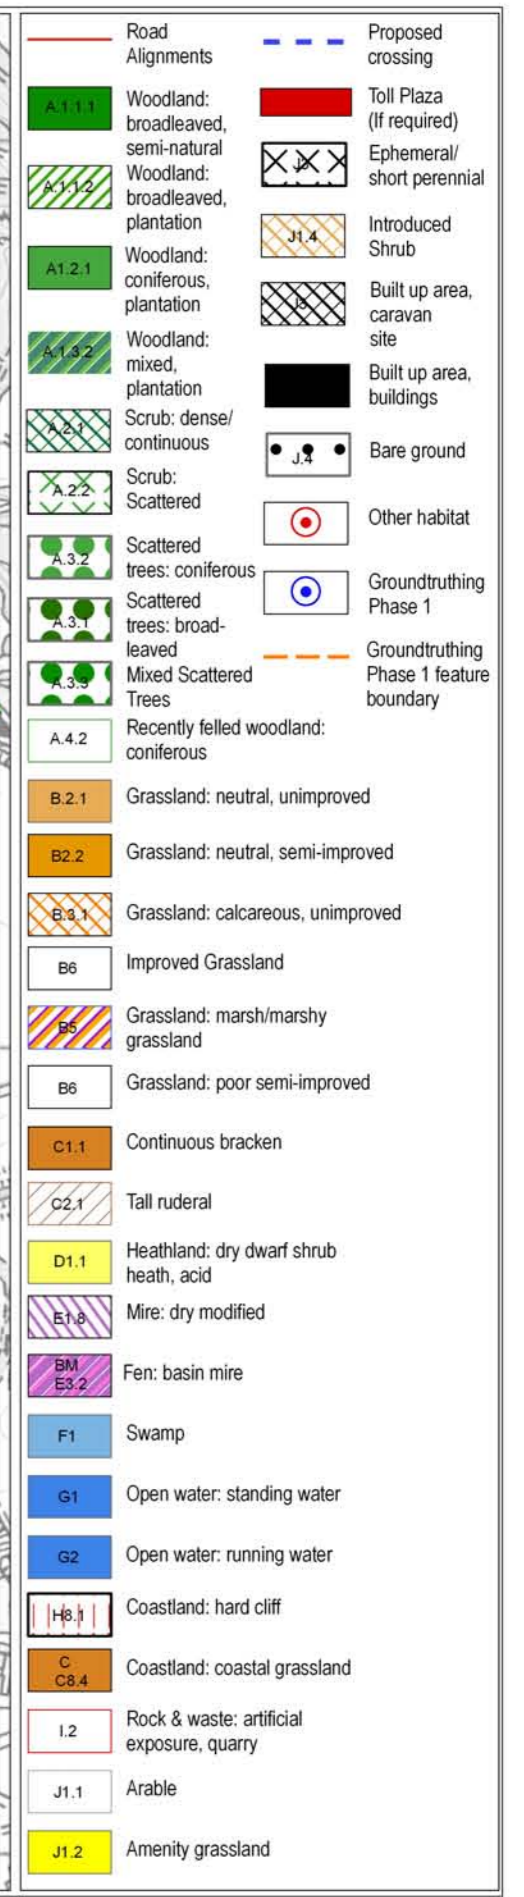 Road
Alignments
A.1.1.1
Woodland:
broadleaved,
semi-natural
A.1.1.2
Woodland:
broadleaved,
plantation
A1.2.1
Woodland:
coniferous,
plantation
A.1.3.2
Woodland:
mixed,
plantation
A.2.1
Scrub: dense/
continuous
A.2.2
Scrub:
Scattered
A.3.2
Scattered
trees: coniferous
A.3.1
Scattered
trees: broad-
leaved
A.3.3
Mixed Scattered
Trees
A.4.2
Recently felled woodland:
coniferous
B.2.1
Grassland: neutral, unimproved
B2.2
Grassland: neutral, semi-improved
B.3.1
Grassland: calcareous, unimproved
B6
Improved Grassland
B5
Grassland: marsh/marshy
grassland
B6
Grassland: poor semi-improved
C1.1
Continuous bracken
C2.1
Tall ruderal
D1.1
Heathland: dry dwarf shrub
heath, acid
E1.8
Mire: dry modified
BM
E3.2
Fen: basin mire
F1
Swamp
G1
Open water: standing water
G2
Open water: running water
H8.1
Coastland: hard cliff
C
C8.4
Coastland: coastal grassland
I.2
Rock & waste: artificial
exposure, quarry
J1.1
Arable
J1.2
Amenity grassland
Proposed
crossing
Toll Plaza
(If required)
Ephemeral/
short perennial
J1.4
Introduced
Shrub
Built up area,
caravan
site
Built up area,
buildings
J.4
Bare ground
Other habitat
Groundtruthing
Phase 1
Groundtruthing
Phase 1 feature
boundary